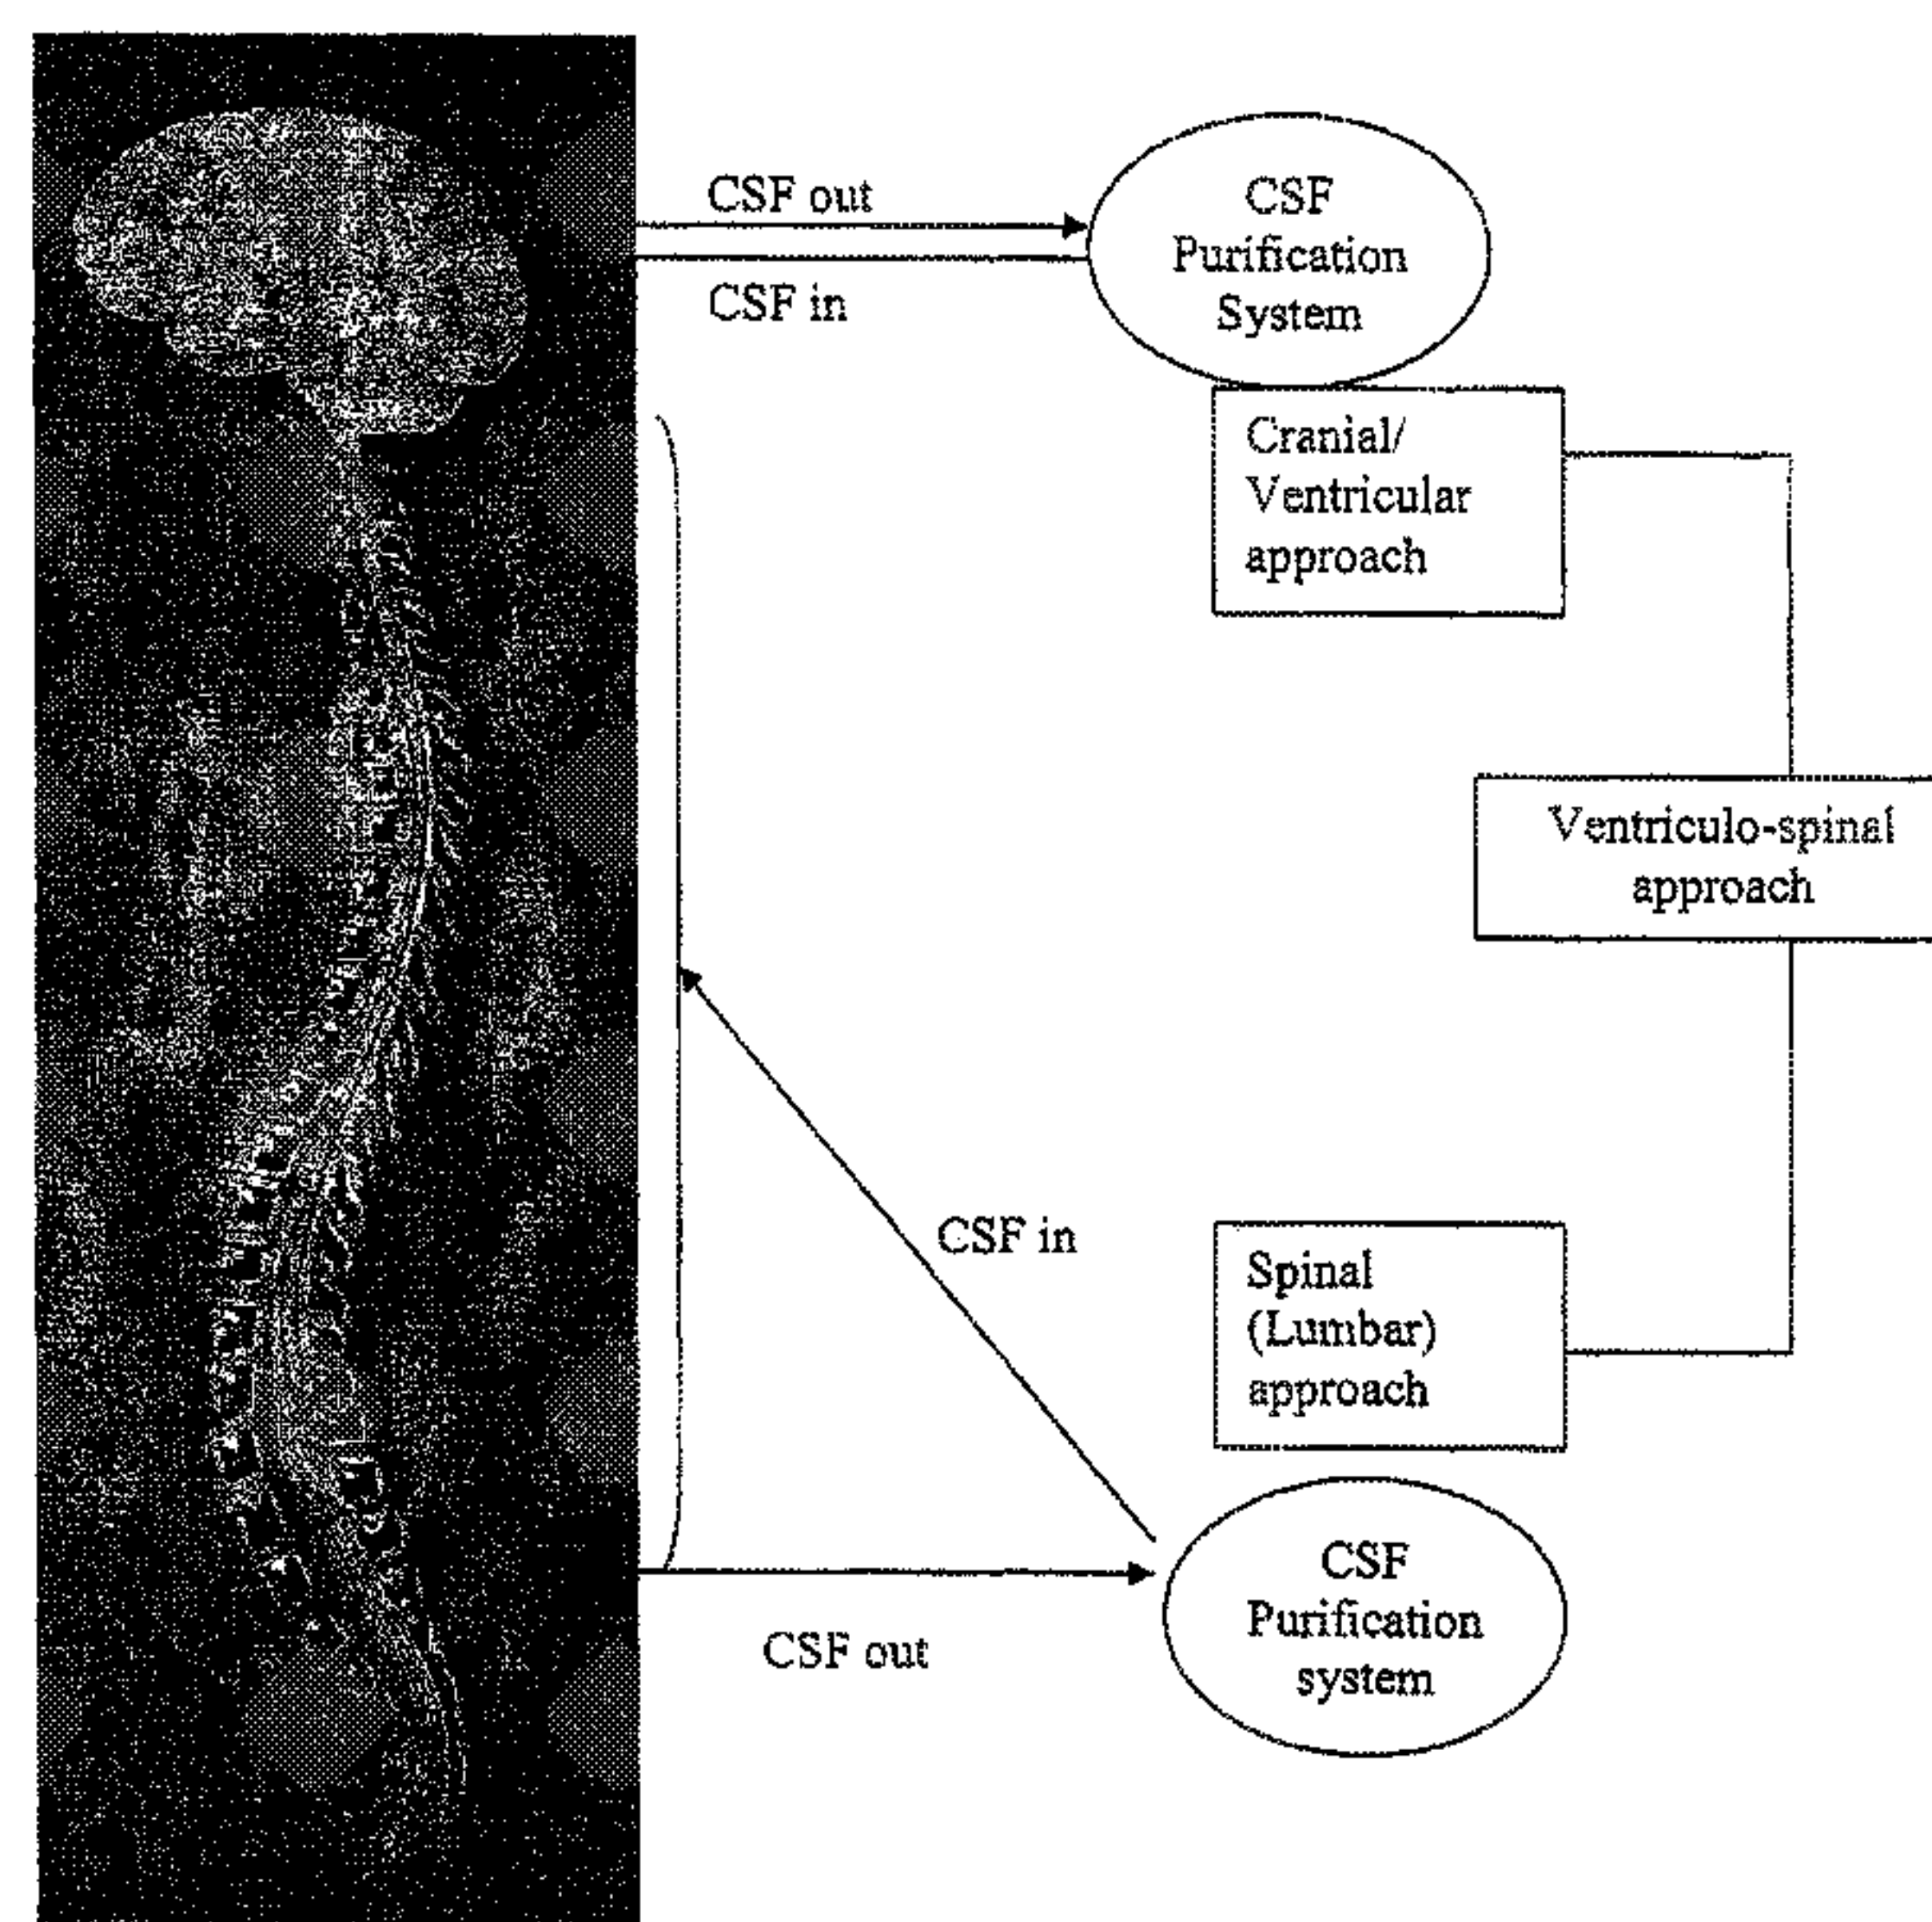 CSF out
CSF in
CSF
Purification
System
Cranial/
Ventricular
approach
Ventriculo-spinal
approach
CSF in
Spinal
(Lumbar)
approach
CSF
Purification
system
CSF out